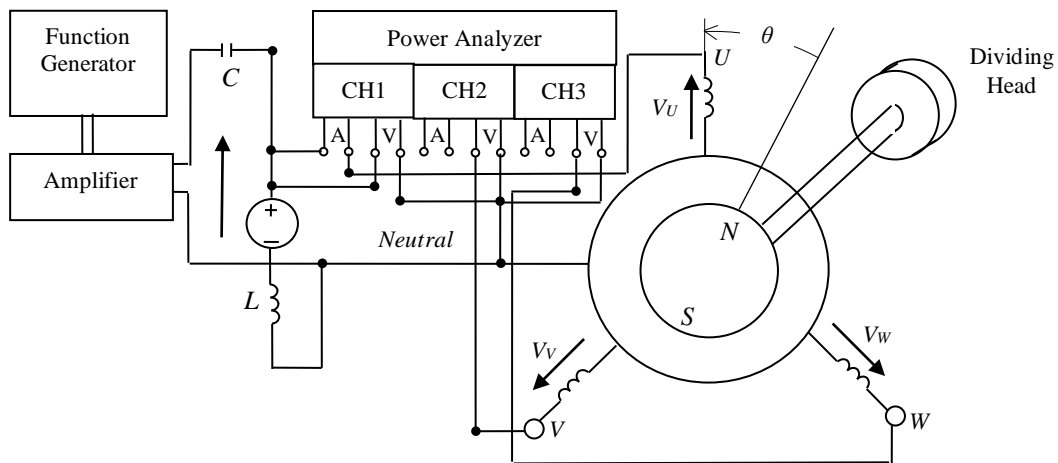 Function
Generator
Amplifier
C
Power Analyzer
CH1
CH2
CH3
A
V
A
V
A
V
+
−
L
Neutral
U
V_U
θ
Dividing
Head
N
S
V_V
V_W
V
W